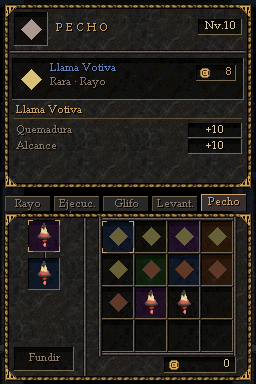 PECHO
Nv.10
Llama Votiva
8
Rara · Rayo
Llama Votiva
Quemadura +10
Alcance +10
Rayo Ejecuc. Glifo Levant. Pecho
Fundir
0